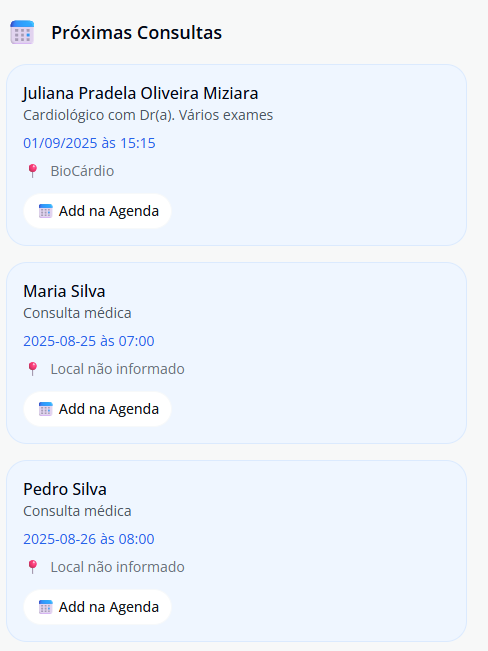 Próximas Consultas
Juliana Pradela Oliveira Miziara
Cardiológico com Dr(a). Vários exames
01/09/2025 às 15:15
BioCárdio
Add na Agenda
Maria Silva
Consulta médica
2025-08-25 às 07:00
Local não informado
Add na Agenda
Pedro Silva
Consulta médica
2025-08-26 às 08:00
Local não informado
Add na Agenda